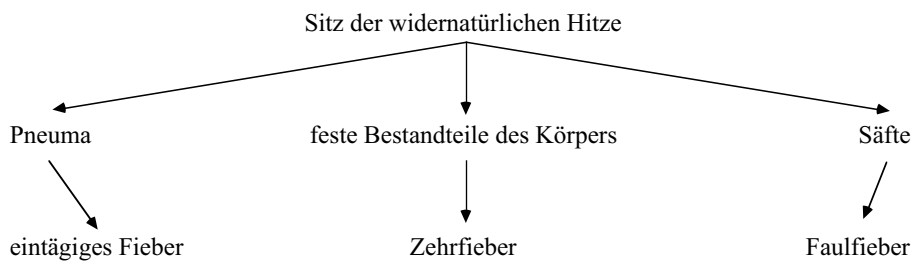 Sitz der widernatürlichen Hitze
Pneuma feste Bestandteile des Körpers Säfte
eintägiges Fieber Zehrfieber Faulfieber